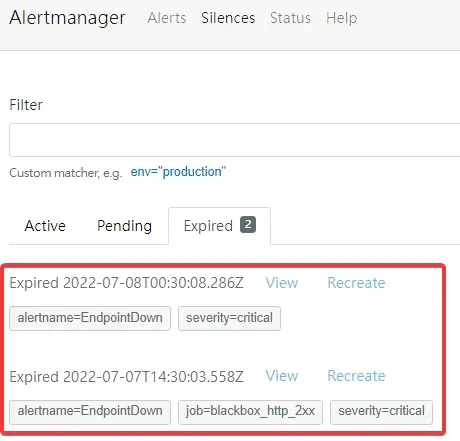 Alertmanager Alerts Silences Status Help
Filter
Custom matcher, e.g. env="production"
Active Pending Expired 2
Expired 2022-07-08T00:30:08.286Z View Recreate
alertname=EndpointDown severity=critical
Expired 2022-07-07T14:30:03.558Z View Recreate
alertname=EndpointDown job=blackbox_http_2xx severity=critical